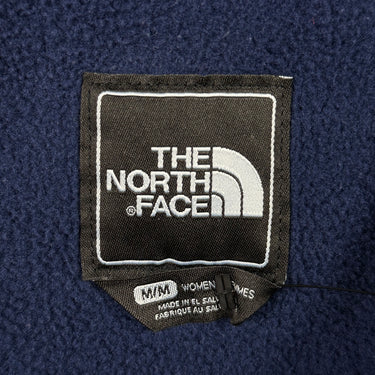 THE
NORTH
®FACE
M/M WOMEN
MADE IN EL SAL
FABRIQUE AU SAL